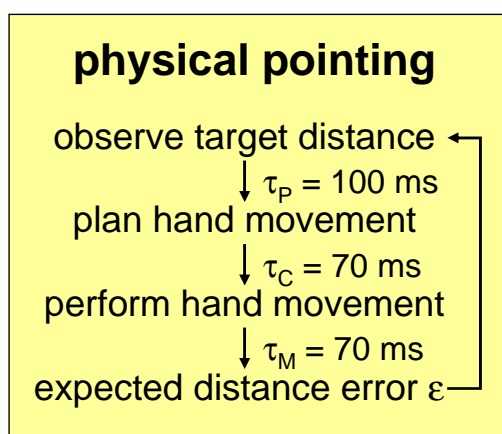 physical pointing
observe target distance
τP = 100 ms
plan hand movement
τC = 70 ms
perform hand movement
τM = 70 ms
expected distance error ε